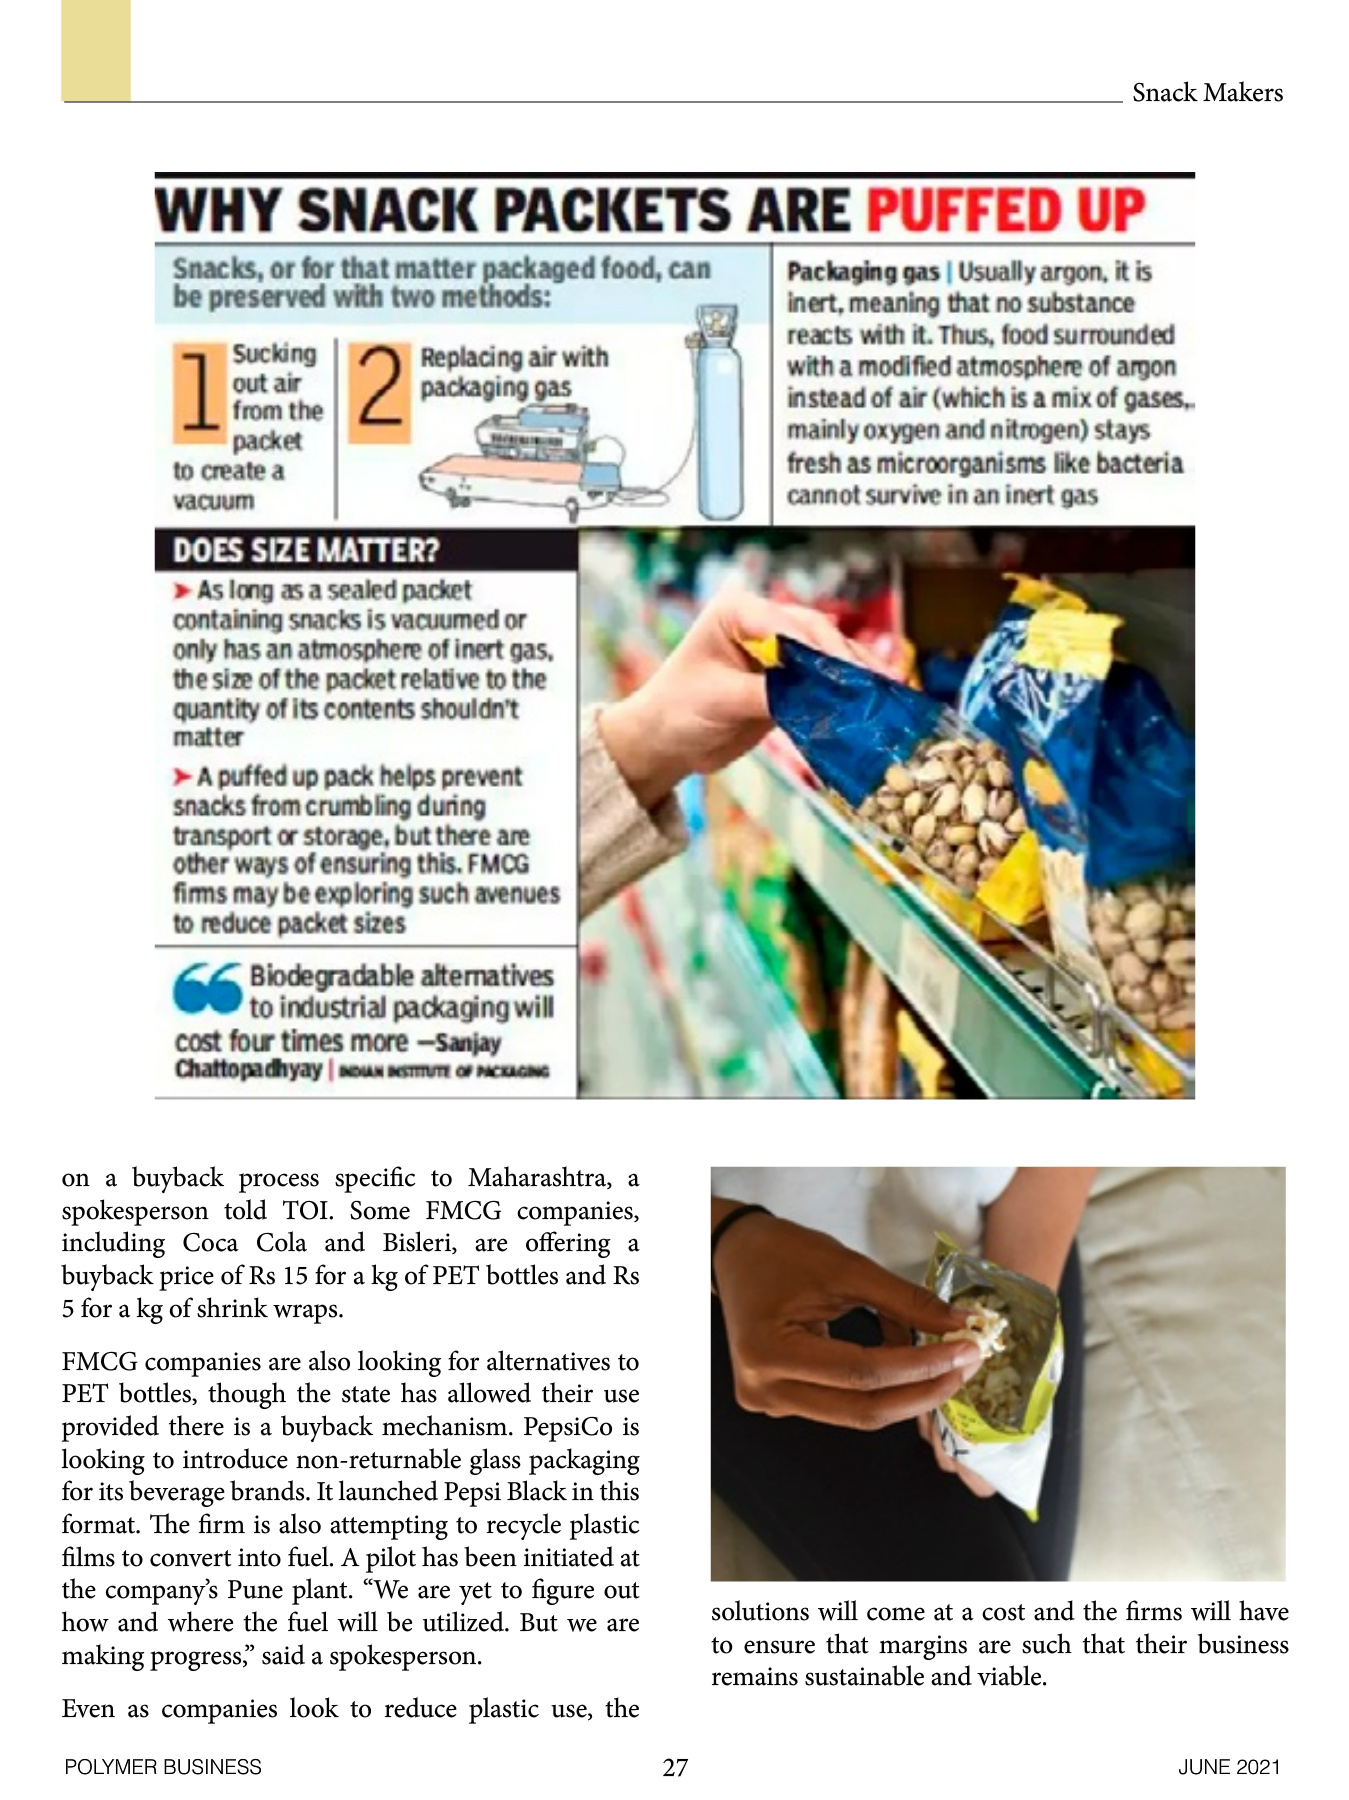 Snack Makers
WHY SNACK PACKETS ARE PUFFED UP
Snacks, or for that matter packaged food, can
be preserved with two methods:
1 Sucking
out air
from the
packet
to create a
vacuum
2 Replacing air with
packaging gas
Packaging gas | Usually argon, it is
inert, meaning that no substance
reacts with it. Thus, food surrounded
with a modified atmosphere of argon
instead of air (which is a mix of gases,
mainly oxygen and nitrogen) stays
fresh as microorganisms like bacteria
cannot survive in an inert gas
DOES SIZE MATTER?
➤ As long as a sealed packet
containing snacks is vacuumed or
only has an atmosphere of inert gas,
the size of the packet relative to the
quantity of its contents shouldn't
matter
➤ A puffed up pack helps prevent
snacks from crumbling during
transport or storage, but there are
other ways of ensuring this. FMCG
firms may be exploring such avenues
to reduce packet sizes
“ Biodegradable alternatives
to industrial packaging will
cost four times more —Sanjay
Chattopadhyay | INDIAN INSTITUTE OF PACKAGING
on a buyback process specific to Maharashtra, a
spokesperson told TOI. Some FMCG companies,
including Coca Cola and Bisleri, are offering a
buyback price of Rs 15 for a kg of PET bottles and Rs
5 for a kg of shrink wraps.
FMCG companies are also looking for alternatives to
PET bottles, though the state has allowed their use
provided there is a buyback mechanism. PepsiCo is
looking to introduce non-returnable glass packaging
for its beverage brands. It launched Pepsi Black in this
format. The firm is also attempting to recycle plastic
films to convert into fuel. A pilot has been initiated at
the company’s Pune plant. “We are yet to figure out
how and where the fuel will be utilized. But we are
making progress,” said a spokesperson.
Even as companies look to reduce plastic use, the
solutions will come at a cost and the firms will have
to ensure that margins are such that their business
remains sustainable and viable.
POLYMER BUSINESS
27
JUNE 2021